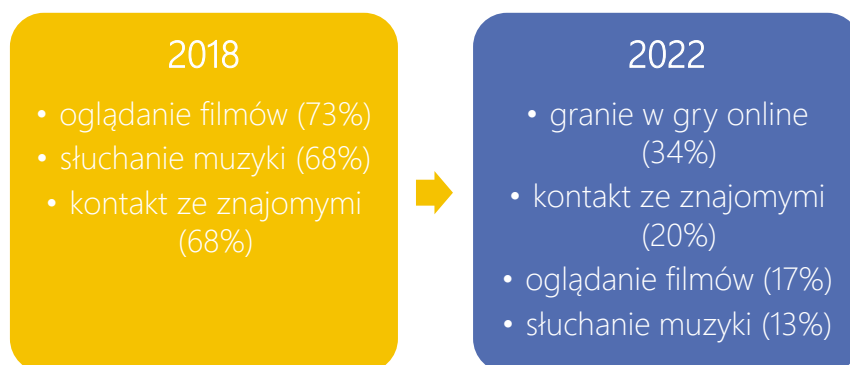 2018
• oglądanie filmów (73%)
• słuchanie muzyki (68%)
• kontakt ze znajomymi
(68%)
2022
• granie w gry online
(34%)
• kontakt ze znajomymi
(20%)
• oglądanie filmów (17%)
• słuchanie muzyki (13%)